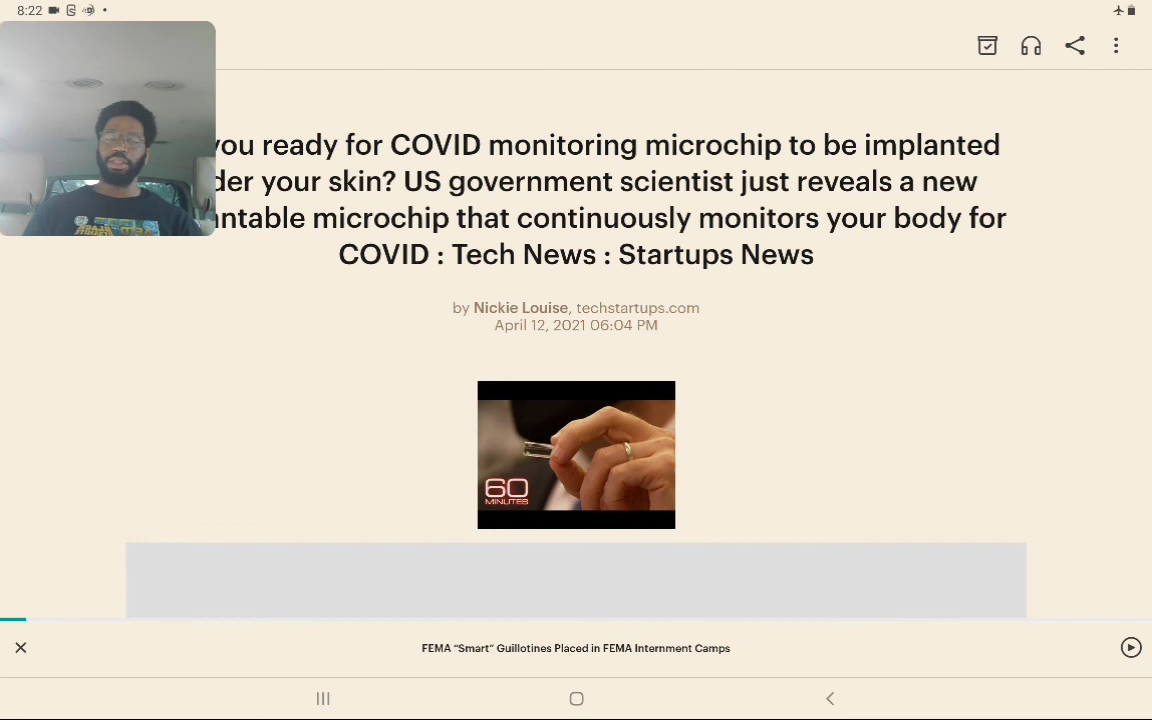 8:22
you ready for COVID monitoring microchip to be implanted
der your skin? US government scientist just reveals a new
antable microchip that continuously monitors your body for
COVID : Tech News : Startups News
by Nickie Louise, techstartups.com
April 12, 2021 06:04 PM
60
MINUTES
FEMA “Smart” Guillotines Placed in FEMA Internment Camps